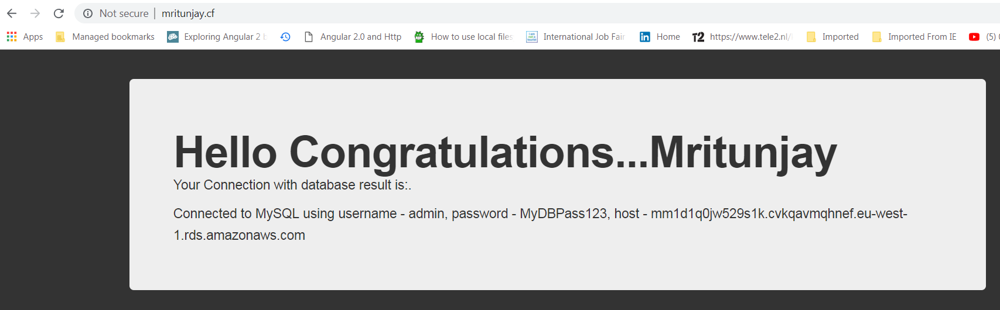 Not secure | mritunjay.cf
Apps Managed bookmarks Exploring Angular 2 Angular 2.0 and Http How to use local files International Job Fair Home T2 https://www.tele2.nl/ Imported Imported From IE (5)
Hello Congratulations...Mritunjay
Your Connection with database result is:.
Connected to MySQL using username - admin, password - MyDBPass123, host - mm1d1q0jw529s1k.cvkqavmqhnef.eu-west-
1.rds.amazonaws.com